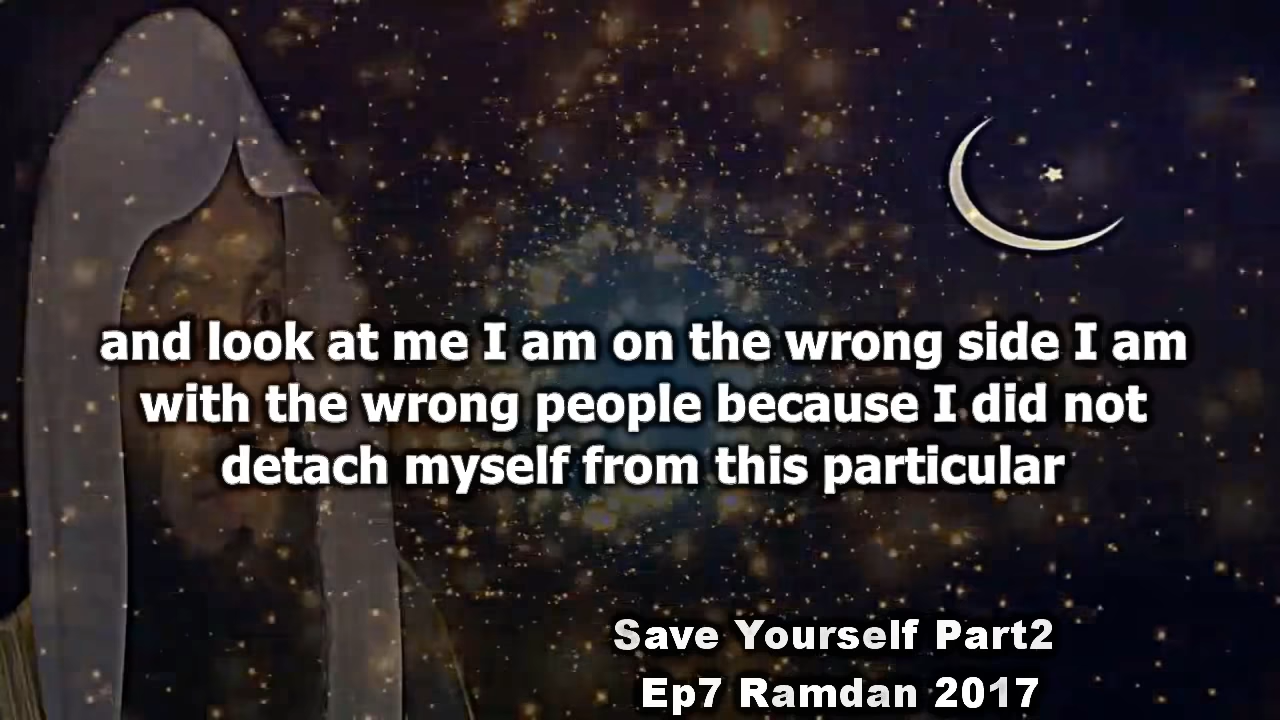 and look at me I am on the wrong side I am
with the wrong people because I did not
detach myself from this particular
Save Yourself Part2
Ep7 Ramdan 2017